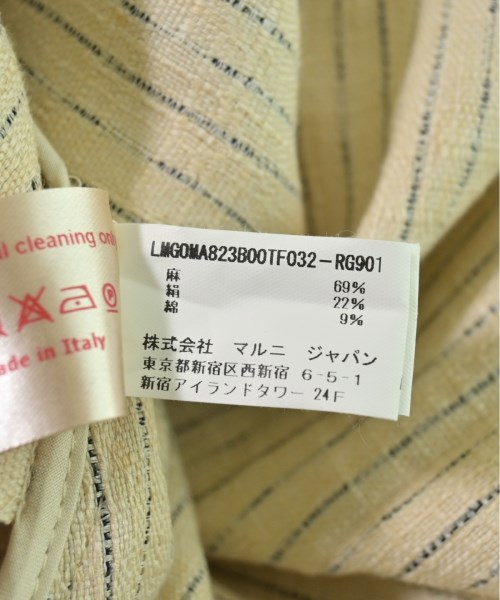 cleaning only
ade in Italy
LMGOMA823B00TF032-RG901
麻 69%
絹 22%
綿 9%
株式会社 マルニ ジャパン
東京都新宿区西新宿 6-5-1
新宿アイランドタワー 24F